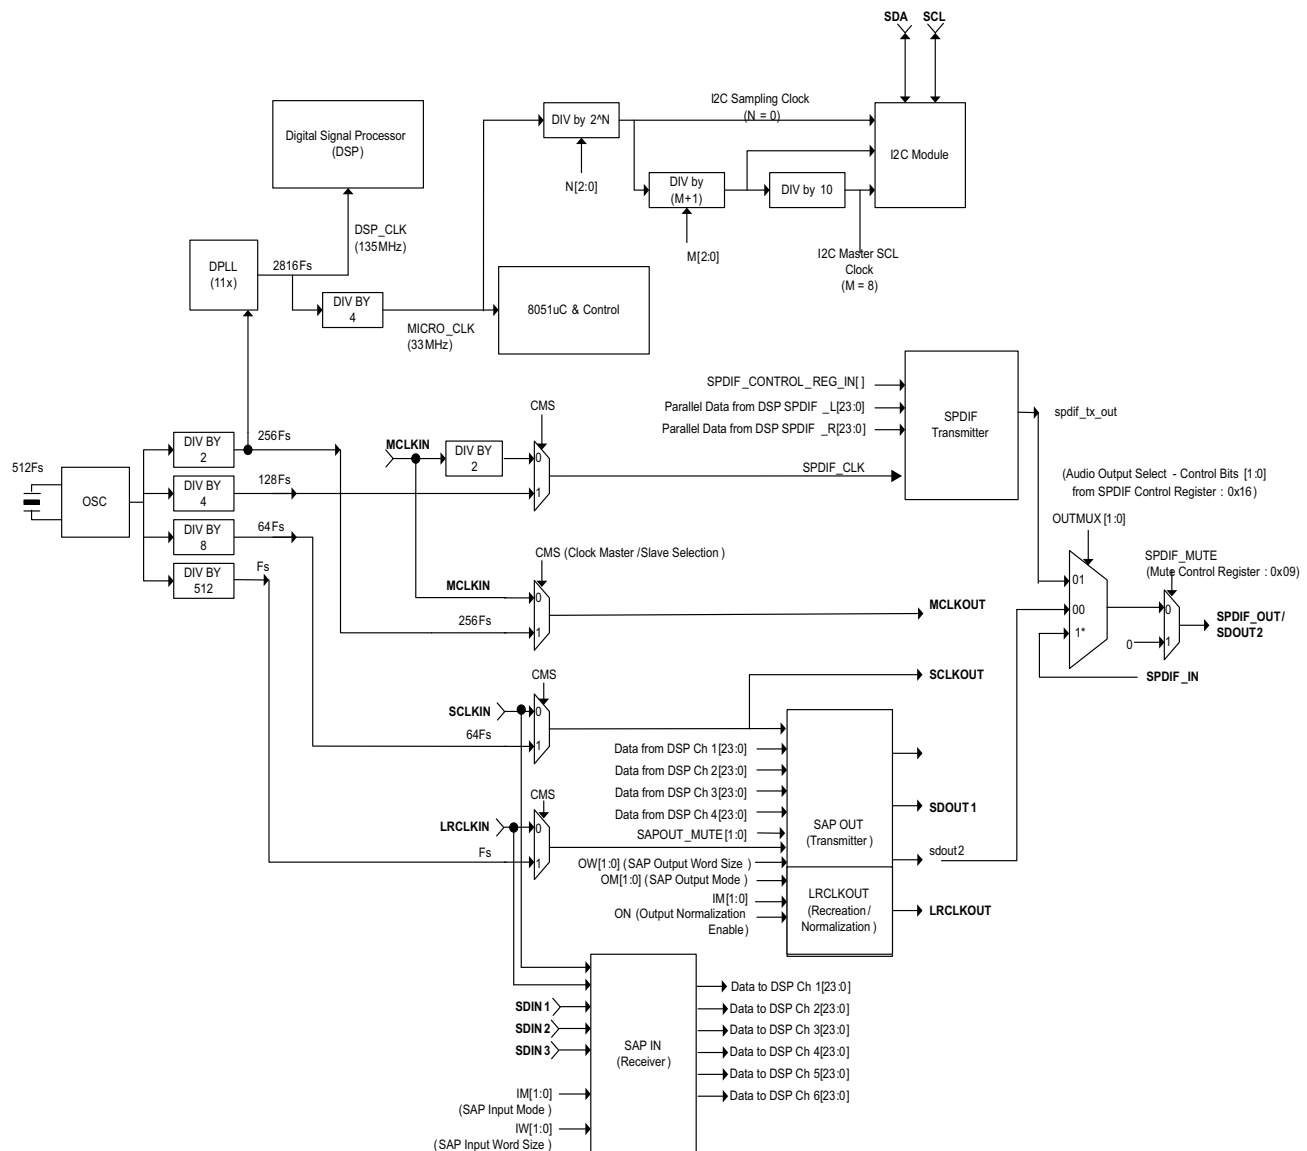 SDA SCL
I2C Sampling Clock
(N = 0)
DIV by 2^N
Digital Signal Processor
(DSP)
I2C Module
N[2:0]
DIV by
(M+1)
DIV by 10
DSP_CLK
(135MHz)
M[2:0]
I2C Master SCL
Clock
(M = 8)
DPLL
(11x)
2816Fs
DIV BY
4
8051uC & Control
MICRO_CLK
(33MHz)
SPDIF_CONTROL_REG_IN[ ]
Parallel Data from DSP SPDIF _L[23:0]
Parallel Data from DSP SPDIF _R[23:0]
SPDIF
Transmitter
spdif_tx_out
CMS
MCLKIN
DIV BY
2
0
1
SPDIF_CLK
512Fs
OSC
DIV BY
2
256Fs
DIV BY
4
128Fs
DIV BY
8
64Fs
DIV BY
512
Fs
(Audio Output Select - Control Bits [1:0]
from SPDIF Control Register : 0x16)
OUTMUX[1:0]
SPDIF_MUTE
(Mute Control Register : 0x09)
01
00
1*
0
1
0
SPDIF_OUT/
SDOUT2
SPDIF_IN
CMS (Clock Master /Slave Selection )
MCLKIN
0
256Fs
1
MCLKOUT
CMS
SCLKIN
0
64Fs
1
SCLKOUT
Data from DSP Ch 1[23:0]
Data from DSP Ch 2[23:0]
Data from DSP Ch 3[23:0]
Data from DSP Ch 4[23:0]
SAPOUT_MUTE[1:0]
CMS
LRCLKIN
0
Fs
1
SAP OUT
(Transmitter)
SDOUT1
sdout2
OW[1:0] (SAP Output Word Size )
OM[1:0] (SAP Output Mode )
IM[1:0]
ON (Output Normalization
Enable)
LRCLKOUT
(Recreation/
Normalization )
LRCLKOUT
SDIN1
SDIN2
SDIN3
IM[1:0]
(SAP Input Mode )
IW[1:0]
(SAP Input Word Size )
SAP IN
(Receiver)
Data to DSP Ch 1[23:0]
Data to DSP Ch 2[23:0]
Data to DSP Ch 3[23:0]
Data to DSP Ch 4[23:0]
Data to DSP Ch 5[23:0]
Data to DSP Ch 6[23:0]